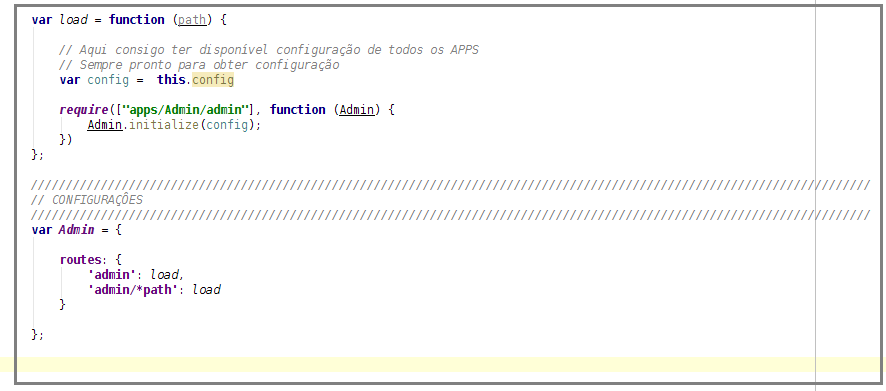 var load = function (path) {
// Aqui consigo ter disponível configuração de todos os APPS
// Sempre pronto para obter configuração
var config =  this.config
require(["apps/Admin/admin"], function (Admin) {
Admin.initialize(config);
})
};
////////////////////////////////////////////////////////////////////////////////////////////////////////////////////////
// CONFIGURAÇÕES
////////////////////////////////////////////////////////////////////////////////////////////////////////////////////////
var Admin = {
routes: {
'admin': load,
'admin/*path': load
}
};